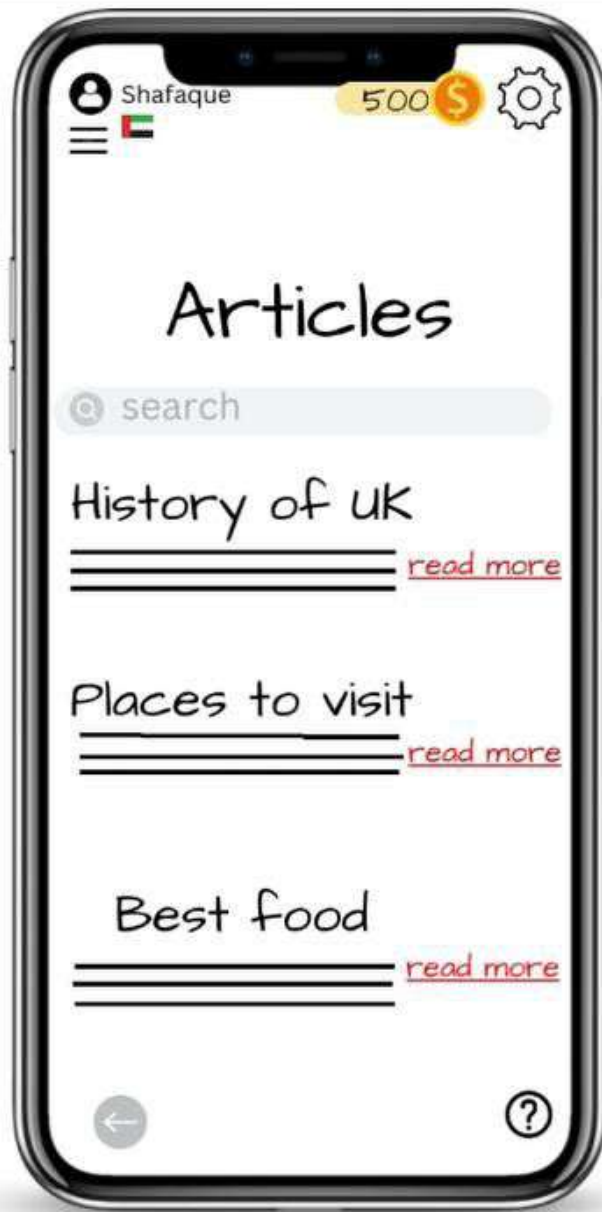 Shafaque
500 $
Articles
search
History of UK
read more
Places to visit
read more
Best food
read more
?